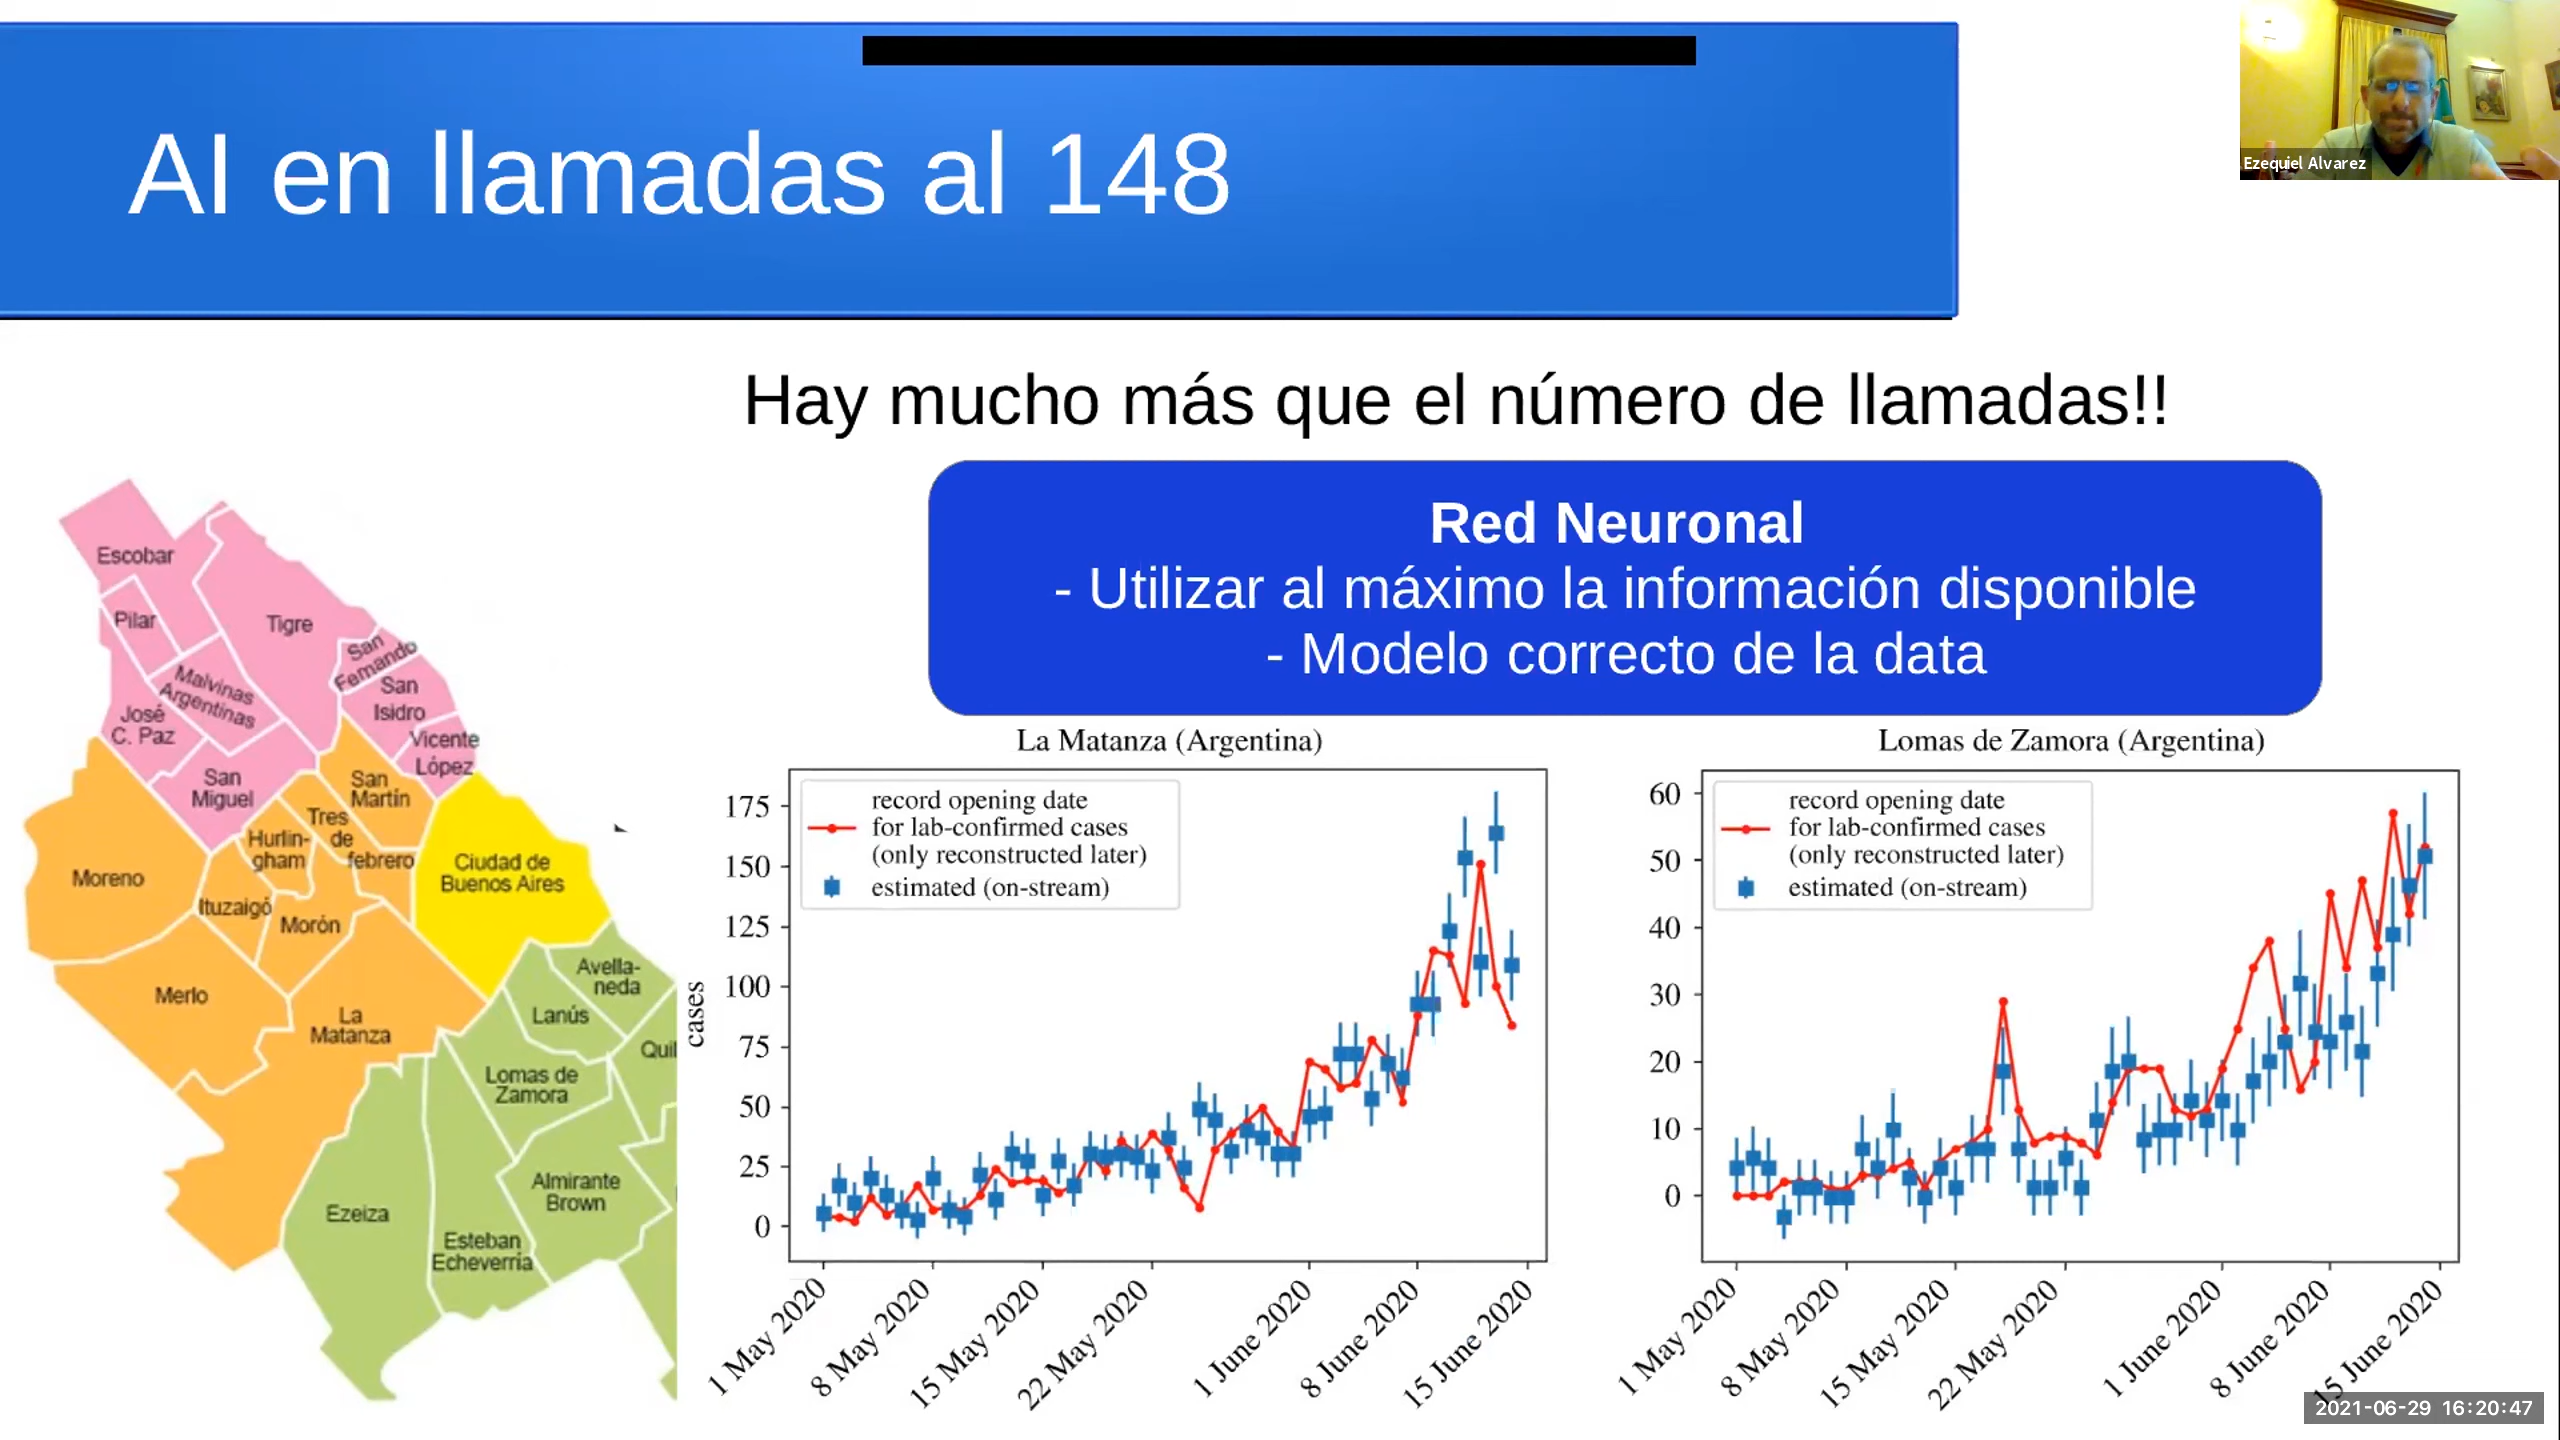 AI en llamadas al 148
Ezequiel Alvarez
Hay mucho más que el número de llamadas!!
Red Neuronal
- Utilizar al máximo la información disponible
- Modelo correcto de la data
Escobar
Pilar
Tigre
San
Fernando
Malvinas
Argentinas
San
Isidro
José
C. Paz
Vicente
López
San
Miguel
San
Martín
Tres
de
febrero
Hurlin-
gham
Ciudad de
Buenos Aires
Moreno
Ituzaigó
Morón
Avella-
neda
Merlo
La
Matanza
Lanús
Quil
Lomas de
Zamora
Almirante
Brown
Ezeiza
Esteban
Echeverría
La Matanza (Argentina)
record opening date
for lab-confirmed cases
(only reconstructed later)
estimated (on-stream)
cases
175
150
125
100
75
50
25
0
1 May 2020
8 May 2020
15 May 2020
22 May 2020
1 June 2020
8 June 2020
15 June 2020
Lomas de Zamora (Argentina)
record opening date
for lab-confirmed cases
(only reconstructed later)
estimated (on-stream)
60
50
40
30
20
10
0
1 May 2020
8 May 2020
15 May 2020
22 May 2020
1 June 2020
8 June 2020
15 June 2020
2021-06-29 16:20:47